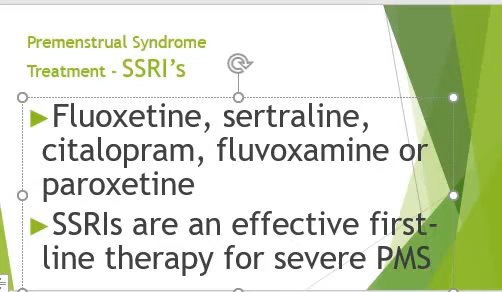 Premenstrual Syndrome
Treatment - SSRI's
►Fluoxetine, sertraline,
citalopram, fluvoxamine or
paroxetine
►SSRIs are an effective first-
line therapy for severe PMS